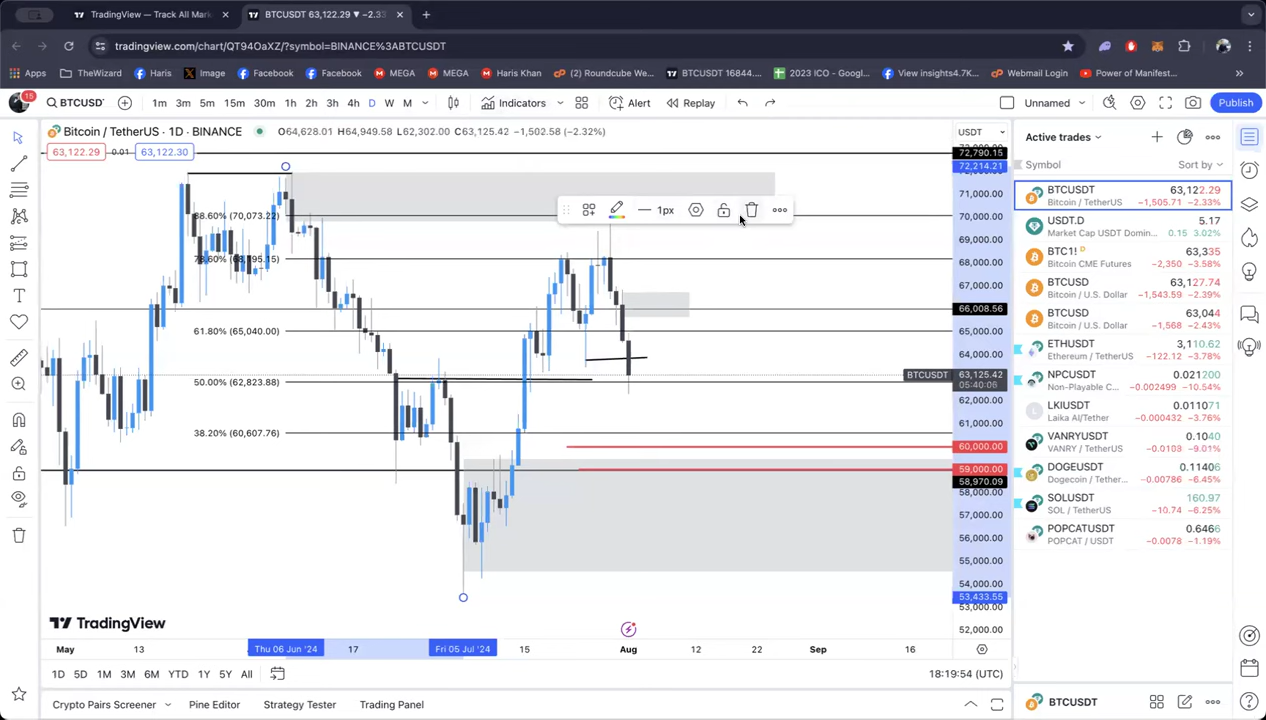 TradingView — Track All Mark
BTCUSDT 63,122.29 ▼ −2.33
tradingview.com/chart/QT94OaXZ/?symbol=BINANCE%3ABTCUSDT
Apps TheWizard Haris Image Facebook Facebook MEGA MEGA Haris Khan (2) Roundcube We... BTCUSDT 16844.... 2023 ICO - Googl... View insights4.7K... Webmail Login Power of Manifest...
15
BTCUSD 1m 3m 5m 15m 30m 1h 2h 3h 4h D W M Indicators Alert Replay Unnamed Publish
Bitcoin / TetherUS · 1D · BINANCE O64,628.01 H64,949.58 L62,302.00 C63,125.42 −1,502.58 (−2.32%)
63,122.29 0.01 63,122.30
USDT
72,790.15
72,214.21
71,000.00
70,000.00
69,000.00
68,000.00
67,000.00
66,008.56
65,000.00
64,000.00
BTCUSDT 63,125.42
05:40:06
62,000.00
61,000.00
60,000.00
59,000.00
58,970.09
58,000.00
57,000.00
56,000.00
55,000.00
54,000.00
53,433.55
53,000.00
52,000.00
88.60% (70,073.22)
1px
61.80% (65,040.00)
50.00% (62,823.88)
38.20% (60,607.76)
TradingView
May 13 Thu 06 Jun '24 17 Fri 05 Jul '24 15 Aug 12 22 Sep 16
1D 5D 1M 3M 6M YTD 1Y 5Y All
18:19:54 (UTC)
Crypto Pairs Screener Pine Editor Strategy Tester Trading Panel
Active trades
Symbol Sort by
BTCUSDT 63,122.29
Bitcoin / TetherUS −1,505.71 −2.33%
USDT.D 5.17
Market Cap USDT Domin... 0.15 3.02%
BTC1! D 63,335
Bitcoin CME Futures −2,350 −3.58%
BTCUSD 63,127.74
Bitcoin / U.S. Dollar −1,543.59 −2.39%
BTCUSD 63,044
Bitcoin / U.S. Dollar −1,568 −2.43%
ETHUSDT 3,110.62
Ethereum / TetherUS −122.12 −3.78%
NPCUSDT 0.021200
Non-Playable C... −0.002499 −10.54%
LKIUSDT 0.011071
Laika AI/Tether −0.000432 −3.76%
VANRYUSDT 0.1040
VANRY / TetherUS −0.0103 −9.01%
DOGEUSDT 0.11406
Dogecoin / Tether... −0.00786 −6.45%
SOLUSDT 160.97
SOL / TetherUS −10.74 −6.25%
POPCATUSDT 0.6466
POPCAT / USDT −0.0078 −1.19%
BTCUSDT